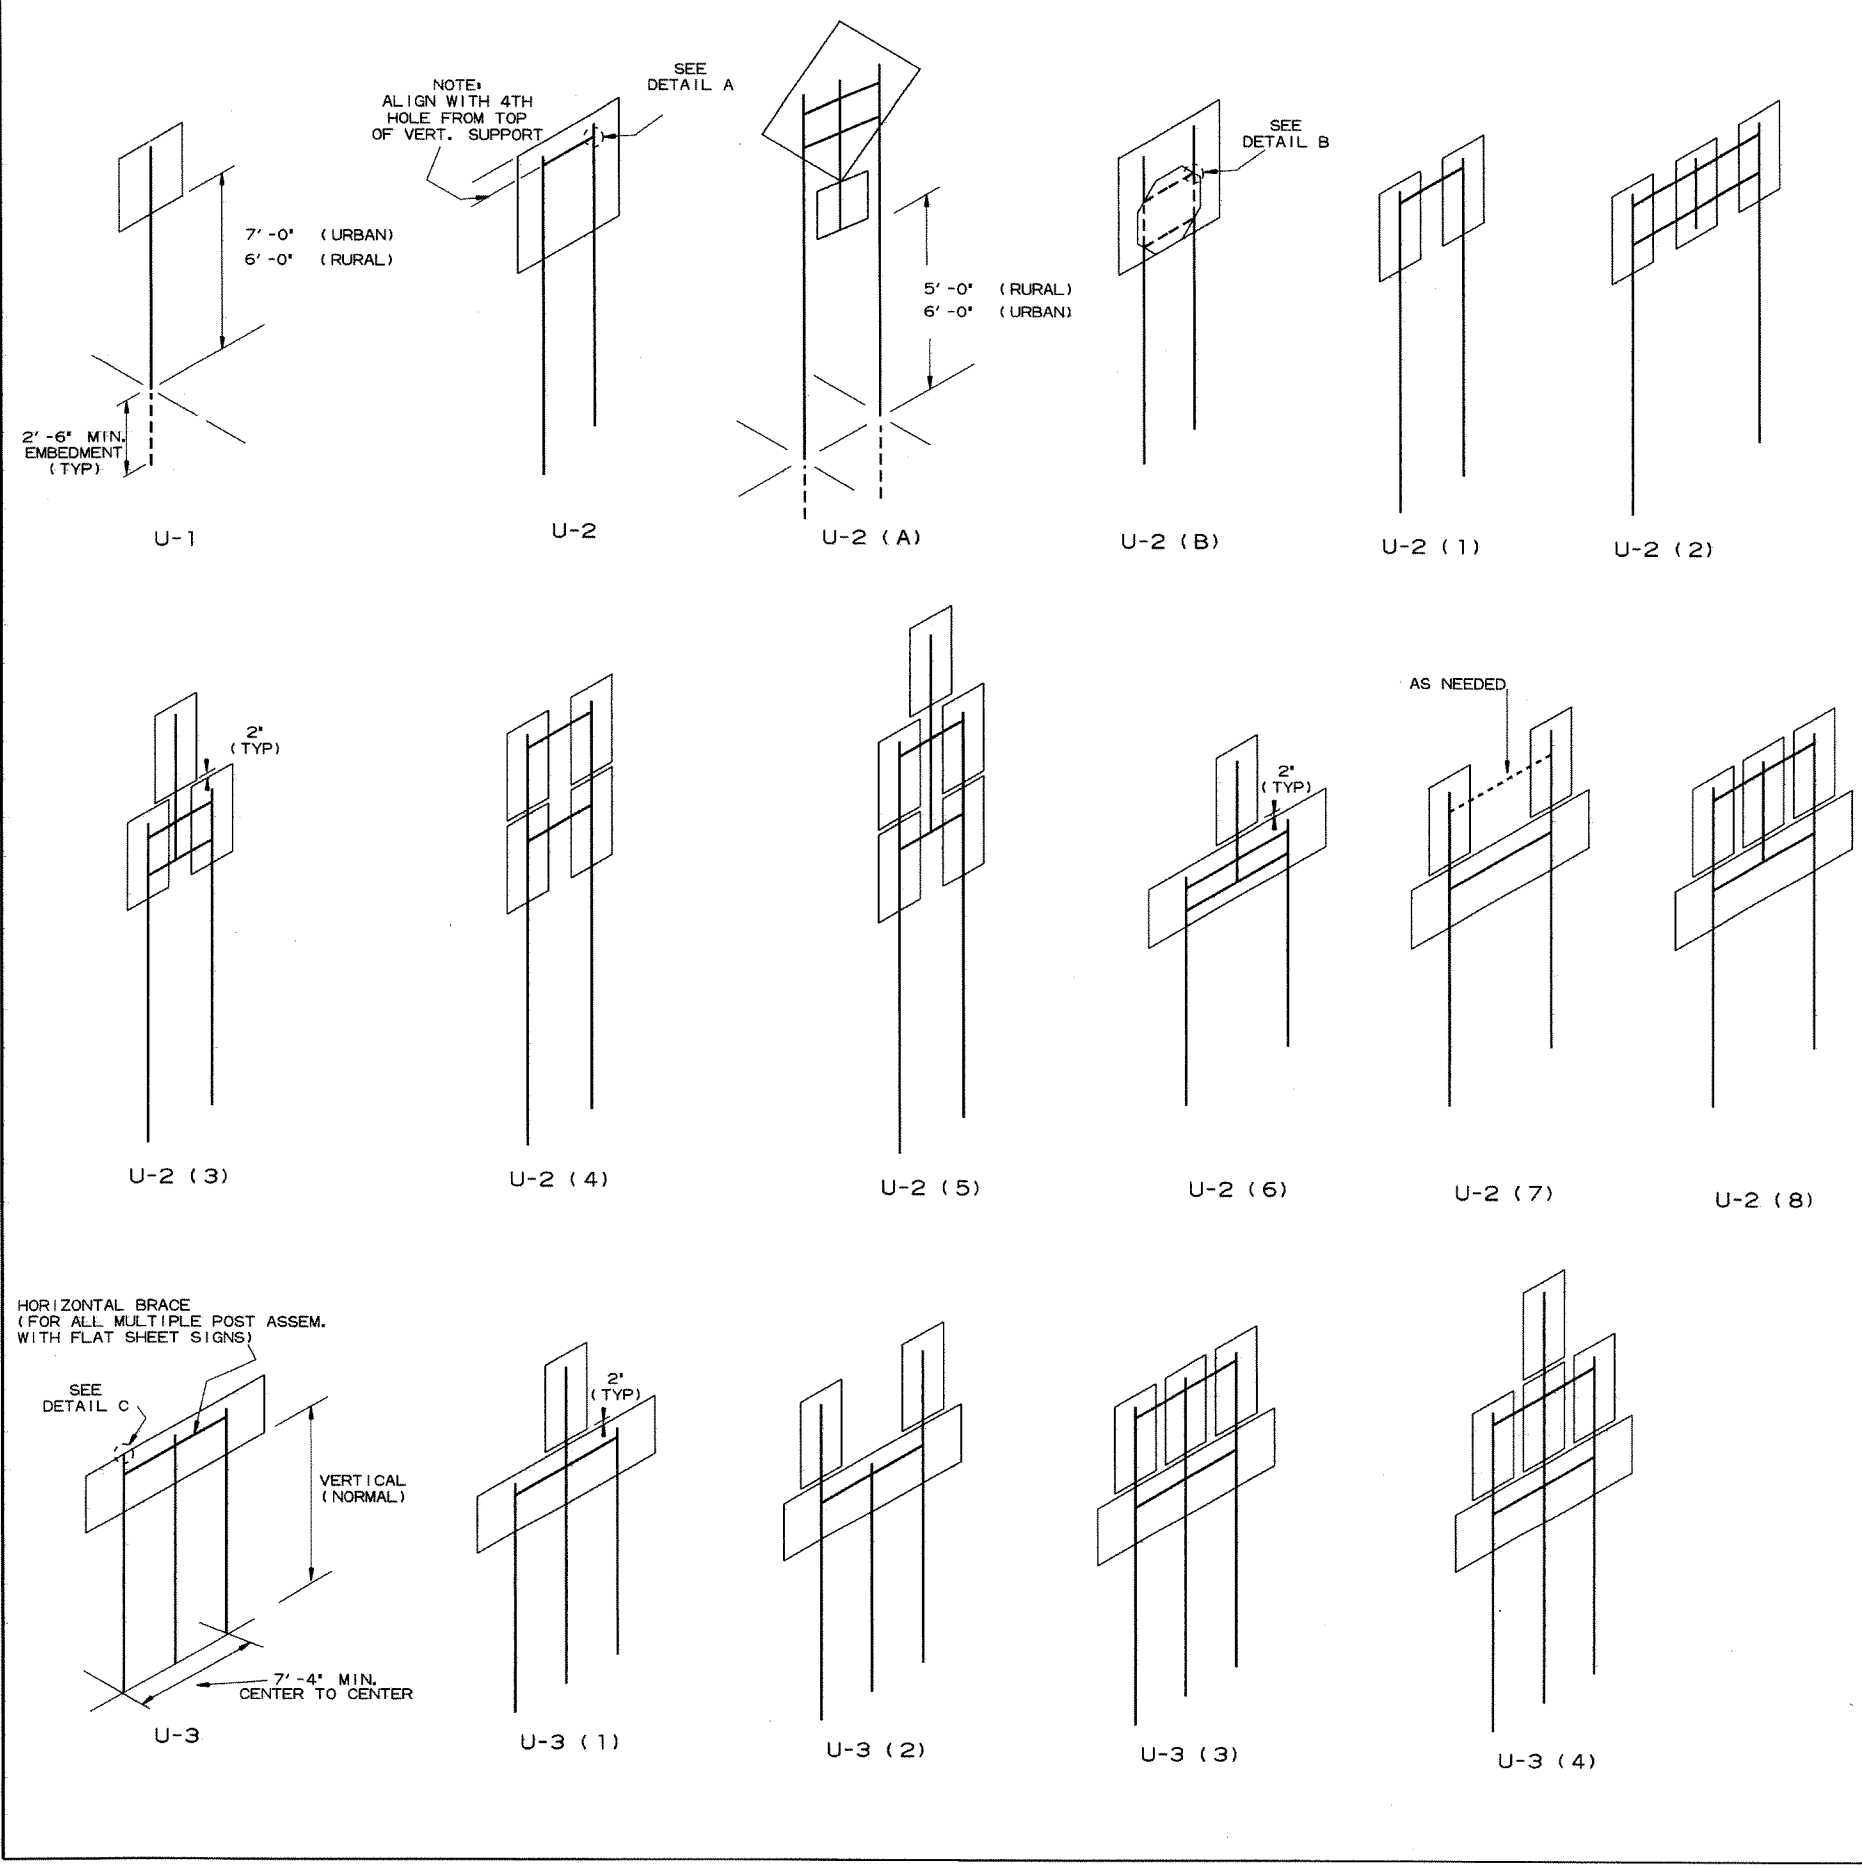 NOTE:
ALIGN WITH 4TH
HOLE FROM TOP
OF VERT. SUPPORT
SEE
DETAIL A
7'-0" (URBAN)
6'-0" (RURAL)
2'-6" MIN.
EMBEDMENT
(TYP)
5'-0" (RURAL)
6'-0" (URBAN)
SEE
DETAIL B
U-1
U-2
U-2 (A)
U-2 (B)
U-2 (1)
U-2 (2)
2"
(TYP)
2"
(TYP)
AS NEEDED
U-2 (3)
U-2 (4)
U-2 (5)
U-2 (6)
U-2 (7)
U-2 (8)
HORIZONTAL BRACE
(FOR ALL MULTIPLE POST ASSEM.
WITH FLAT SHEET SIGNS)
SEE
DETAIL C
VERTICAL
(NORMAL)
7'-4" MIN.
CENTER TO CENTER
2"
(TYP)
U-3
U-3 (1)
U-3 (2)
U-3 (3)
U-3 (4)